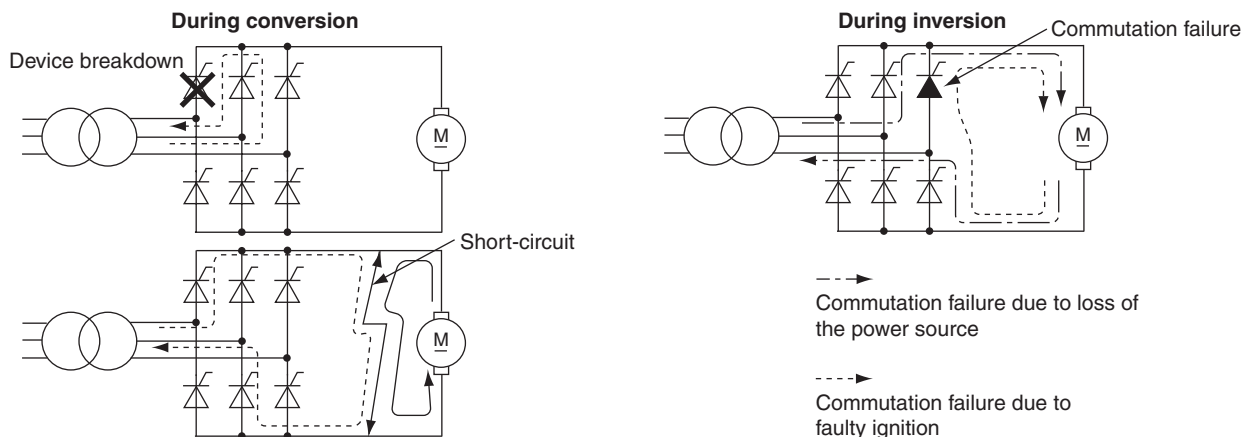 During conversion
Device breakdown
M
Short-circuit
M
During inversion
Commutation failure
M
Commutation failure due to loss of
the power source
Commutation failure due to
faulty ignition